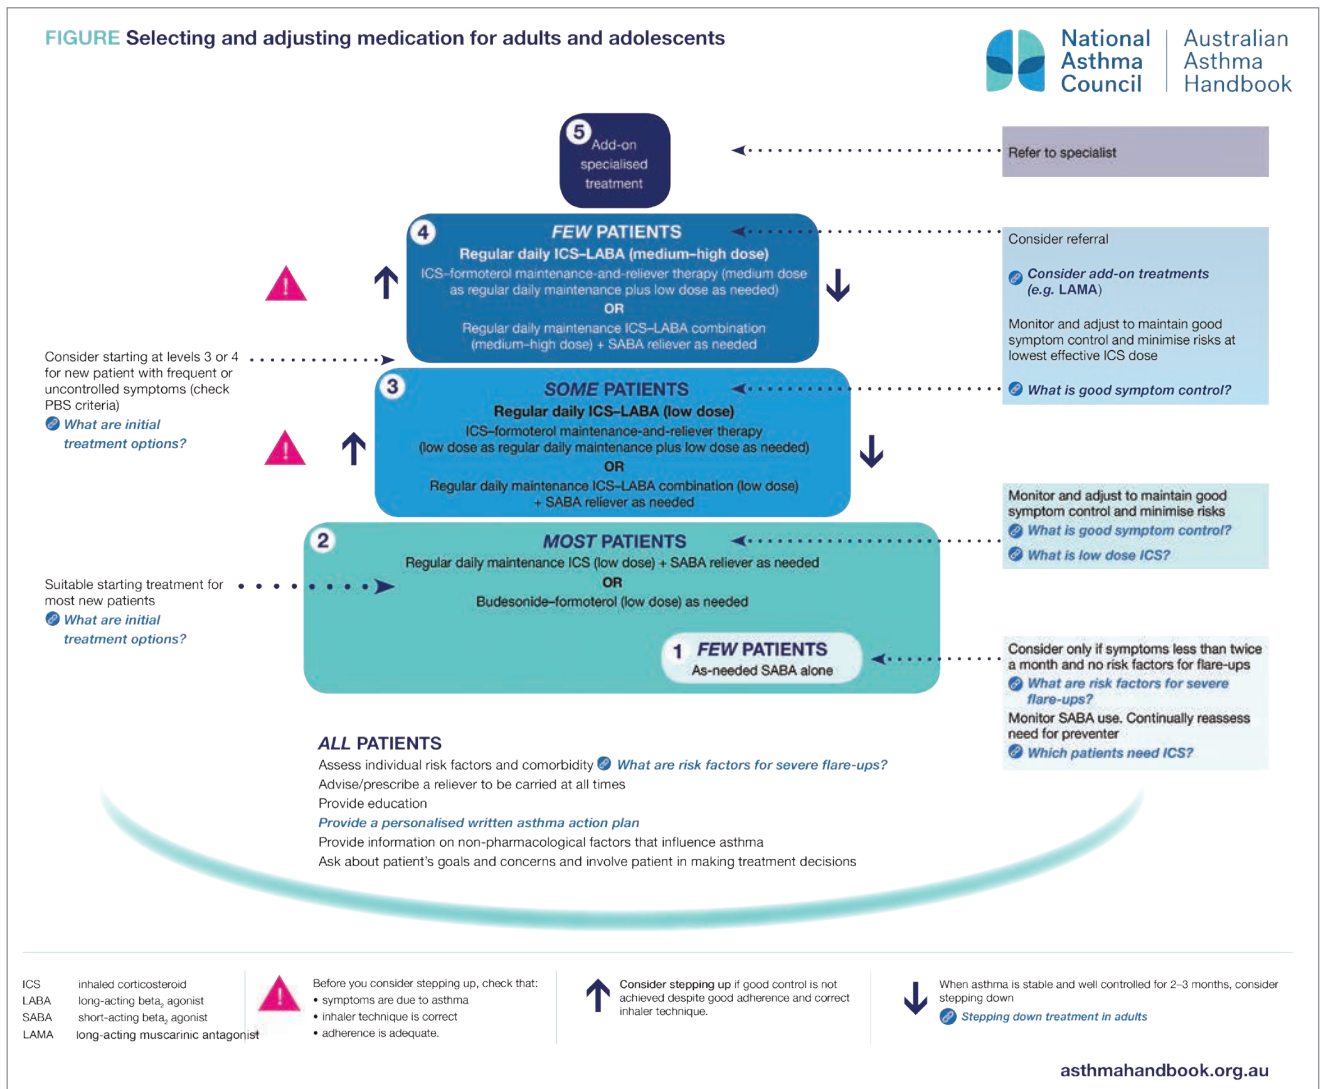 FIGURE Selecting and adjusting medication for adults and adolescents
National
Asthma
Council
Australian
Asthma
Handbook
5
Add-on
specialised
treatment
Refer to specialist
4
FEW PATIENTS
Regular daily ICS–LABA (medium–high dose)
ICS–formoterol maintenance-and-reliever therapy (medium dose
as regular daily maintenance plus low dose as needed)
OR
Regular daily maintenance ICS–LABA combination
(medium–high dose) + SABA reliever as needed
Consider referral
Consider add-on treatments
(e.g. LAMA)
Monitor and adjust to maintain good
symptom control and minimise risks at
lowest effective ICS dose
What is good symptom control?
!
Consider starting at levels 3 or 4
for new patient with frequent or
uncontrolled symptoms (check
PBS criteria)
What are initial
treatment options?
!
3
SOME PATIENTS
Regular daily ICS–LABA (low dose)
ICS–formoterol maintenance-and-reliever therapy
(low dose as regular daily maintenance plus low dose as needed)
OR
Regular daily maintenance ICS–LABA combination (low dose)
+ SABA reliever as needed
Monitor and adjust to maintain good
symptom control and minimise risks
What is good symptom control?
What is low dose ICS?
2
MOST PATIENTS
Regular daily maintenance ICS (low dose) + SABA reliever as needed
OR
Budesonide–formoterol (low dose) as needed
Suitable starting treatment for
most new patients
What are initial
treatment options?
1
FEW PATIENTS
As-needed SABA alone
Consider only if symptoms less than twice
a month and no risk factors for flare-ups
What are risk factors for severe
flare-ups?
Monitor SABA use. Continually reassess
need for preventer
Which patients need ICS?
ALL PATIENTS
Assess individual risk factors and comorbidity What are risk factors for severe flare-ups?
Advise/prescribe a reliever to be carried at all times
Provide education
Provide a personalised written asthma action plan
Provide information on non-pharmacological factors that influence asthma
Ask about patient's goals and concerns and involve patient in making treatment decisions
ICS inhaled corticosteroid
LABA long-acting beta₂ agonist
SABA short-acting beta₂ agonist
LAMA long-acting muscarinic antagonist
!
Before you consider stepping up, check that:
• symptoms are due to asthma
• inhaler technique is correct
• adherence is adequate.
Consider stepping up if good control is not
achieved despite good adherence and correct
inhaler technique.
When asthma is stable and well controlled for 2–3 months, consider
stepping down
Stepping down treatment in adults
asthmahandbook.org.au